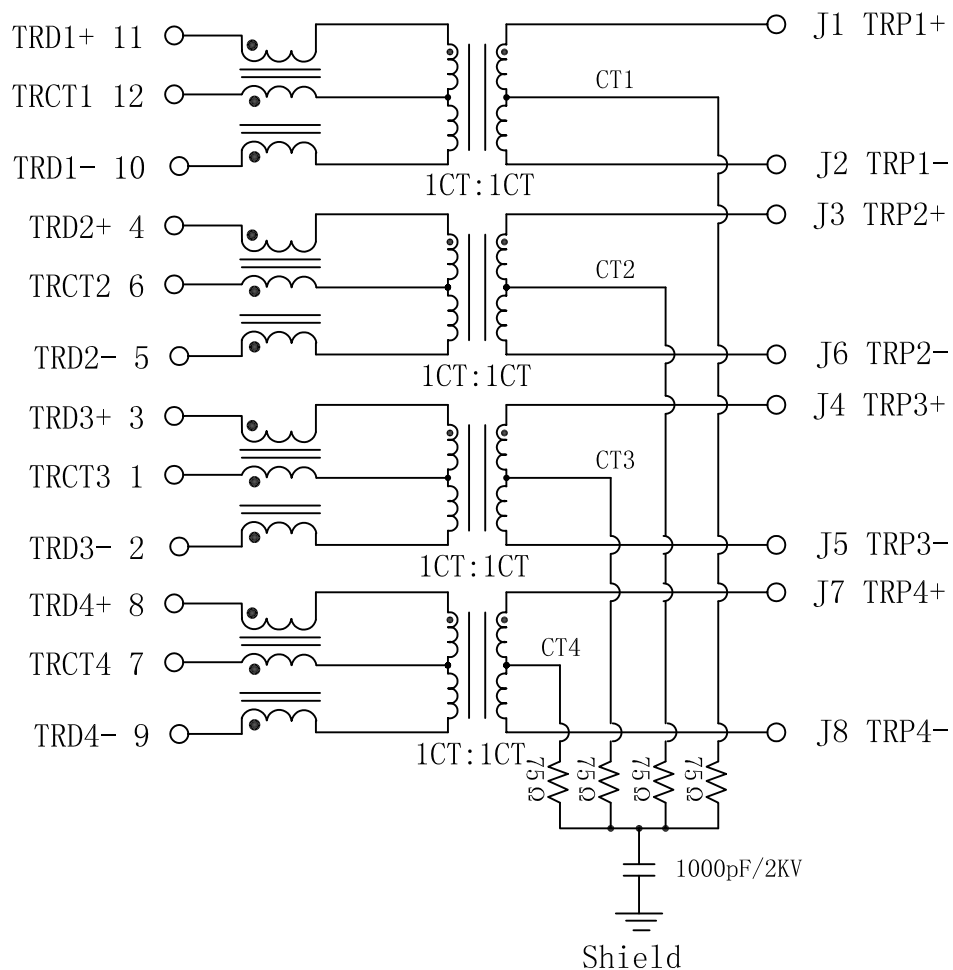 TRD1+ 11
J1 TRP1+
CT1
TRCT1 12
TRD1- 10
J2 TRP1-
1CT:1CT
TRD2+ 4
J3 TRP2+
CT2
TRCT2 6
TRD2- 5
J6 TRP2-
1CT:1CT
TRD3+ 3
J4 TRP3+
CT3
TRCT3 1
TRD3- 2
J5 TRP3-
1CT:1CT
TRD4+ 8
J7 TRP4+
CT4
TRCT4 7
TRD4- 9
J8 TRP4-
1CT:1CT
75Ω
75Ω
75Ω
75Ω
1000pF/2KV
Shield